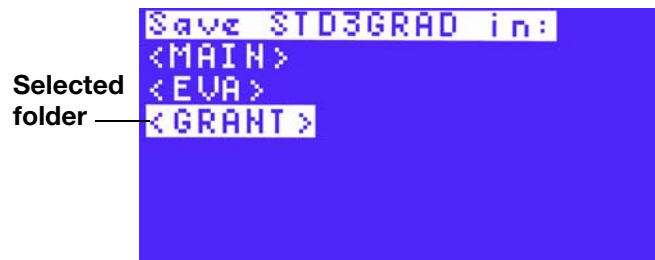 Save STD3GRAD in:
<MAIN>
<EVA>
<GRANT>
Selected
folder